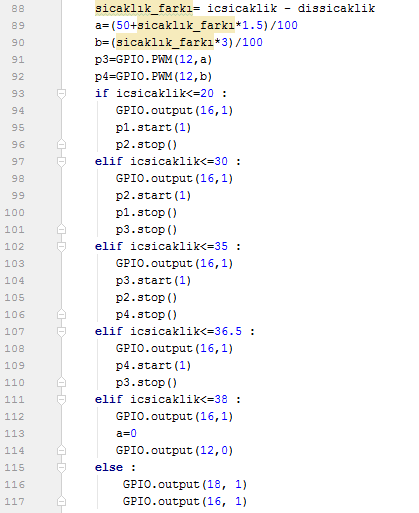 88 sicaklık_farkı= icsicaklik - dissicaklik
89 a=(50+sicaklık_farkı*1.5)/100
90 b=(sicaklık_farkı*3)/100
91 p3=GPIO.PWM(12,a)
92 p4=GPIO.PWM(12,b)
93 if icsicaklik<=20 :
94 GPIO.output(16,1)
95 p1.start(1)
96 p2.stop()
97 elif icsicaklik<=30 :
98 GPIO.output(16,1)
99 p2.start(1)
100 p1.stop()
101 p3.stop()
102 elif icsicaklik<=35 :
103 GPIO.output(16,1)
104 p3.start(1)
105 p2.stop()
106 p4.stop()
107 elif icsicaklik<=36.5 :
108 GPIO.output(16,1)
109 p4.start(1)
110 p3.stop()
111 elif icsicaklik<=38 :
112 GPIO.output(16,1)
113 a=0
114 GPIO.output(12,0)
115 else :
116 GPIO.output(18, 1)
117 GPIO.output(16, 1)